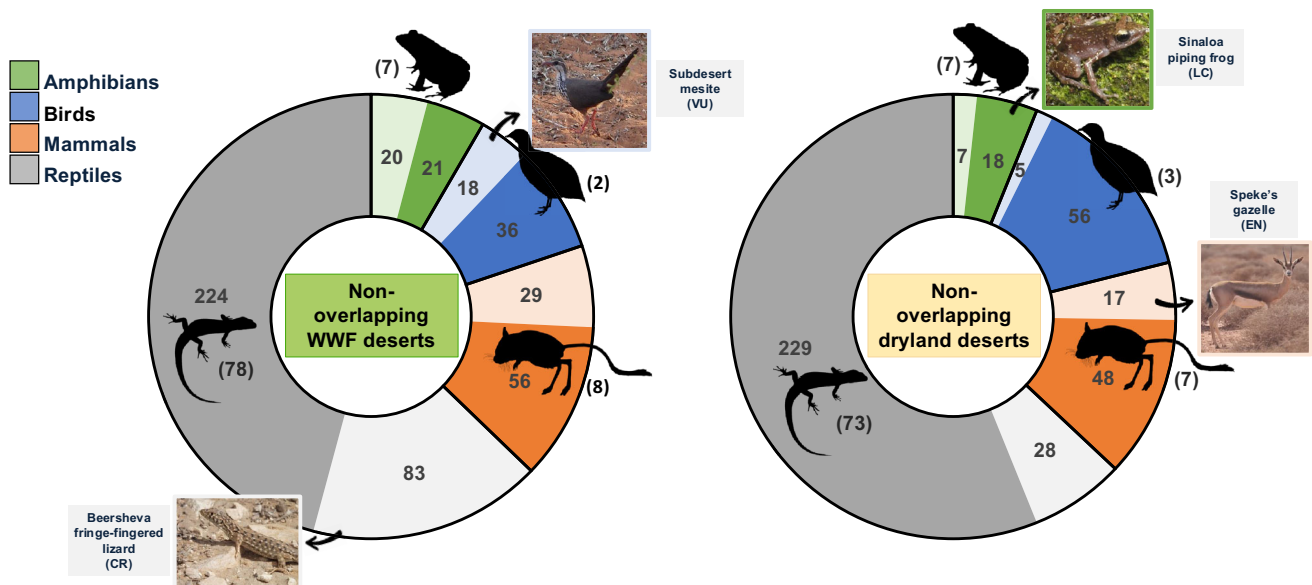 Amphibians
Birds
Mammals
Reptiles
(7)
Subdesert
mesite
(VU)
20
21
18
(2)
36
29
56
(8)
83
224
(78)
Non-
overlapping
WWF deserts
Beersheva
fringe-fingered
lizard
(CR)
(7)
Sinaloa
piping frog
(LC)
7
18
5
(3)
56
Speke's
gazelle
(EN)
17
48
(7)
28
229
(73)
Non-
overlapping
dryland deserts